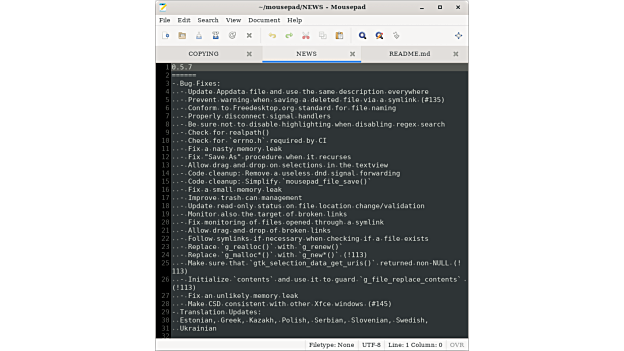 ~/mousepad/NEWS - Mousepad
File Edit Search View Document Help
COPYING NEWS README.md
1 0.5.7
2 ======
3 - Bug Fixes:
4 - Update Appdata file and use the same description everywhere
5 - Prevent warning when saving a deleted file via a symlink (#135)
6 - Conform to Freedesktop.org standard for file naming
7 - Properly disconnect signal handlers
8 - Be sure not to disable highlighting when disabling regex search
9 - Check for realpath()
10 - Check for `errno.h` required by CI
11 - Fix a nasty memory leak
12 - Fix "Save As" procedure when it recurses
13 - Allow drag and drop on selections in the textview
14 - Code cleanup: Remove a useless dnd signal forwarding
15 - Code cleanup: Simplify `mousepad_file_save()`
16 - Fix a small memory leak
17 - Improve trash can management
18 - Update read-only status on file location change/validation
19 - Monitor also the target of broken links
20 - Fix monitoring of files opened through a symlink
21 - Allow drag and drop of broken links
22 - Follow symlinks if necessary when checking if a file exists
23 - Replace `g_realloc()` with `g_renew()`
24 - Replace `g_malloc*()` with `g_new*()` (!113)
25 - Make sure that `gtk_selection_data_get_uris()` returned non-NULL (!
113)
26 - Initialize `contents` and use it to guard `g_file_replace_contents`
(!113)
27 - Fix an unlikely memory leak
28 - Make CSD consistent with other Xfce windows (#145)
29 - Translation Updates:
30 - Estonian, Greek, Kazakh, Polish, Serbian, Slovenian, Swedish,
31 Ukrainian
32
Filetype: None UTF-8 Line: 1 Column: 0 OVR